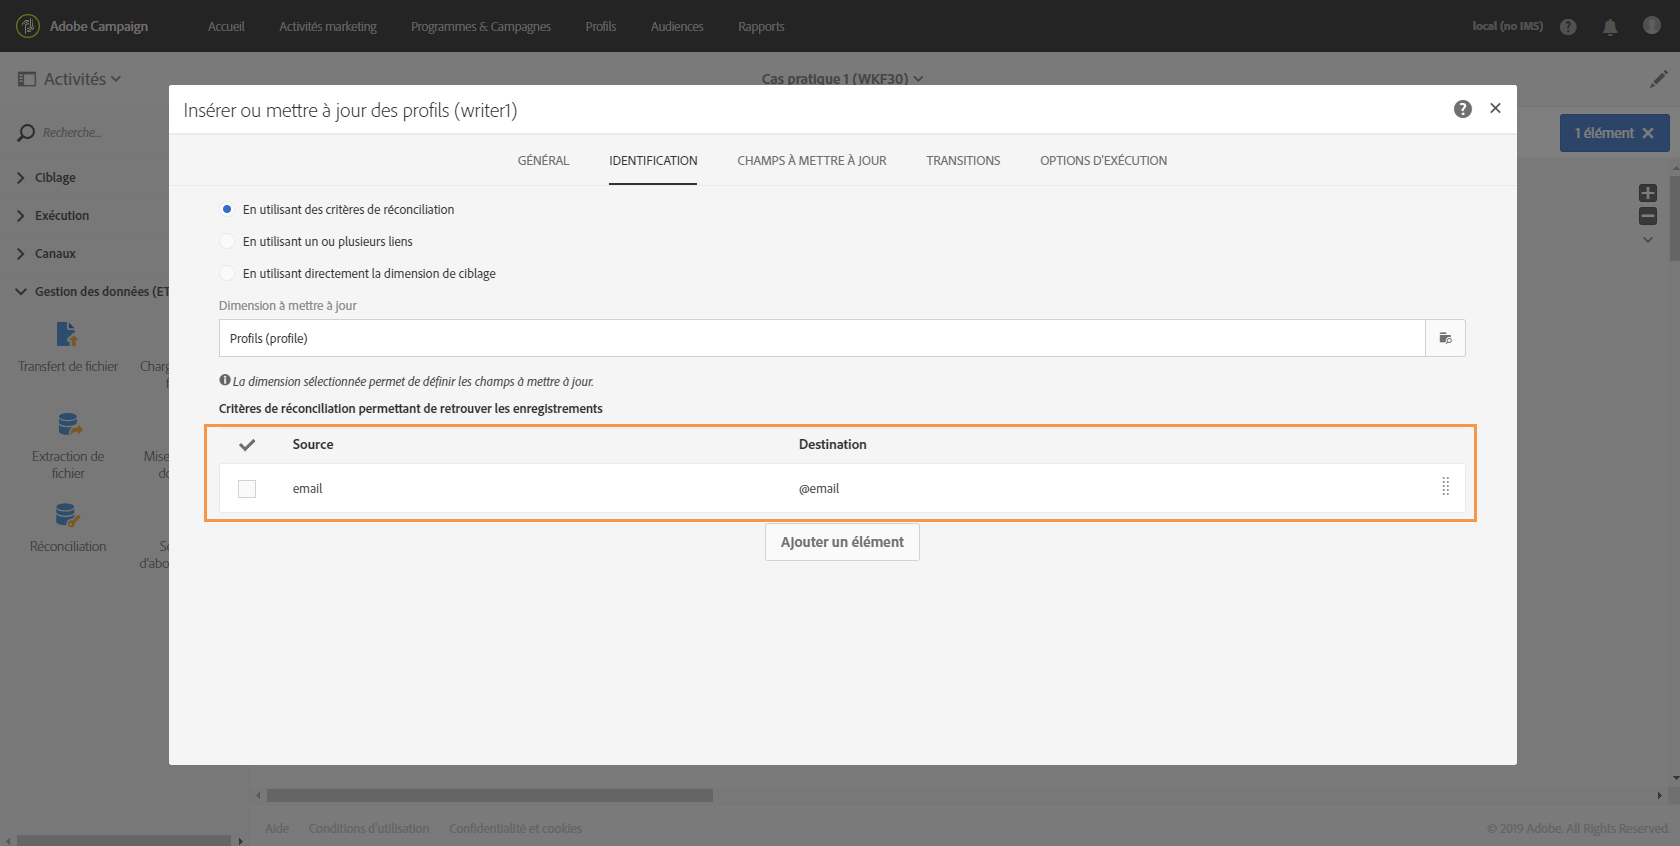 Adobe Campaign
Accueil
Activités marketing
Programmes & Campagnes
Profils
Audiences
Rapports
local (no IMS)
Activités
Cas pratique 1 (WKF30)
Insérer ou mettre à jour des profils (writer1)
Recherche...
1 élément
GÉNÉRAL
IDENTIFICATION
CHAMPS À METTRE À JOUR
TRANSITIONS
OPTIONS D'EXÉCUTION
Ciblage
Exécution
Canaux
Gestion des données (ET
Transfert de fichier
Charg
f
Extraction de
fichier
Mise
do
Réconciliation
Se
d'abo
En utilisant des critères de réconciliation
En utilisant un ou plusieurs liens
En utilisant directement la dimension de ciblage
Dimension à mettre à jour
Profils (profile)
La dimension sélectionnée permet de définir les champs à mettre à jour.
Critères de réconciliation permettant de retrouver les enregistrements
Source
Destination
email
@email
Ajouter un élément
Aide
Conditions d'utilisation
Confidentialité et cookies
© 2019 Adobe. All Rights Reserved.